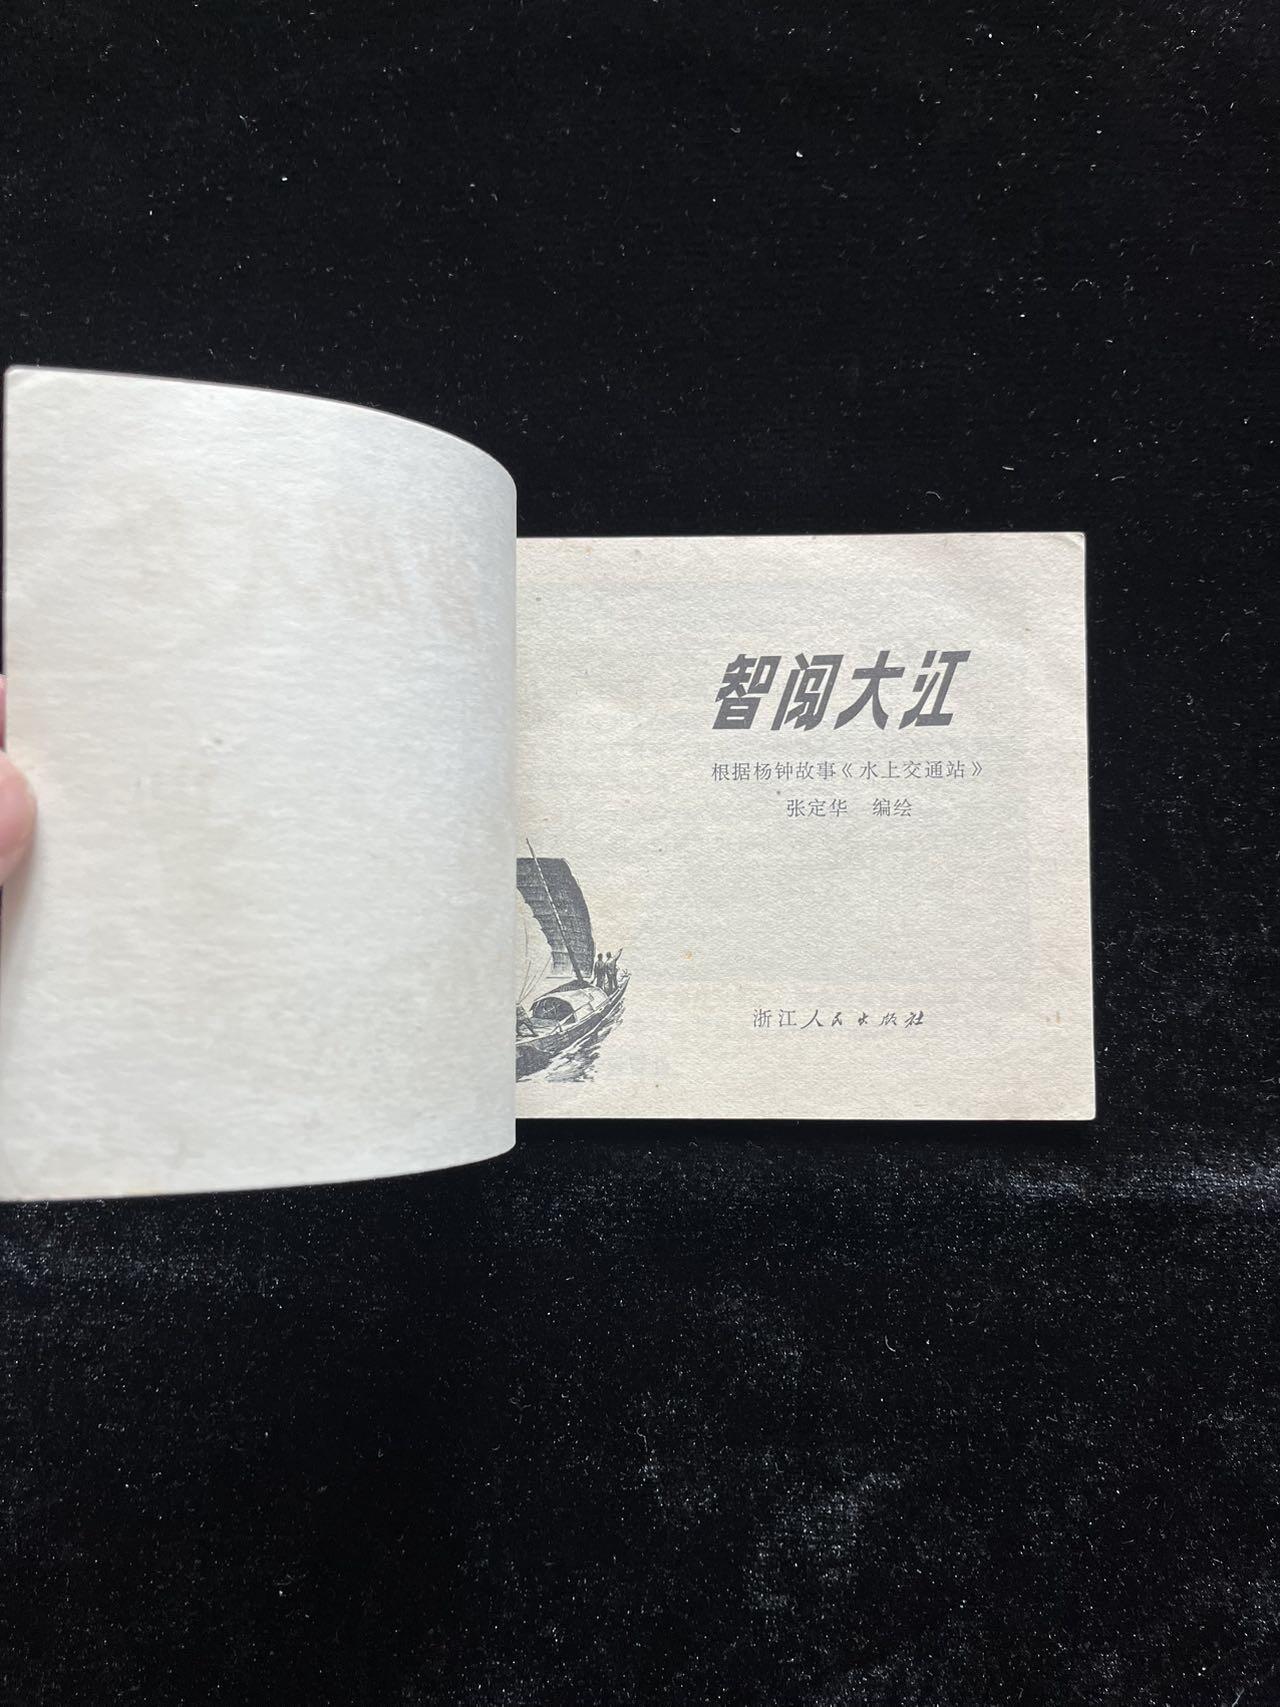 智闯大江
根据杨钟故事《水上交通站》
张定华 编绘
浙江人民出版社